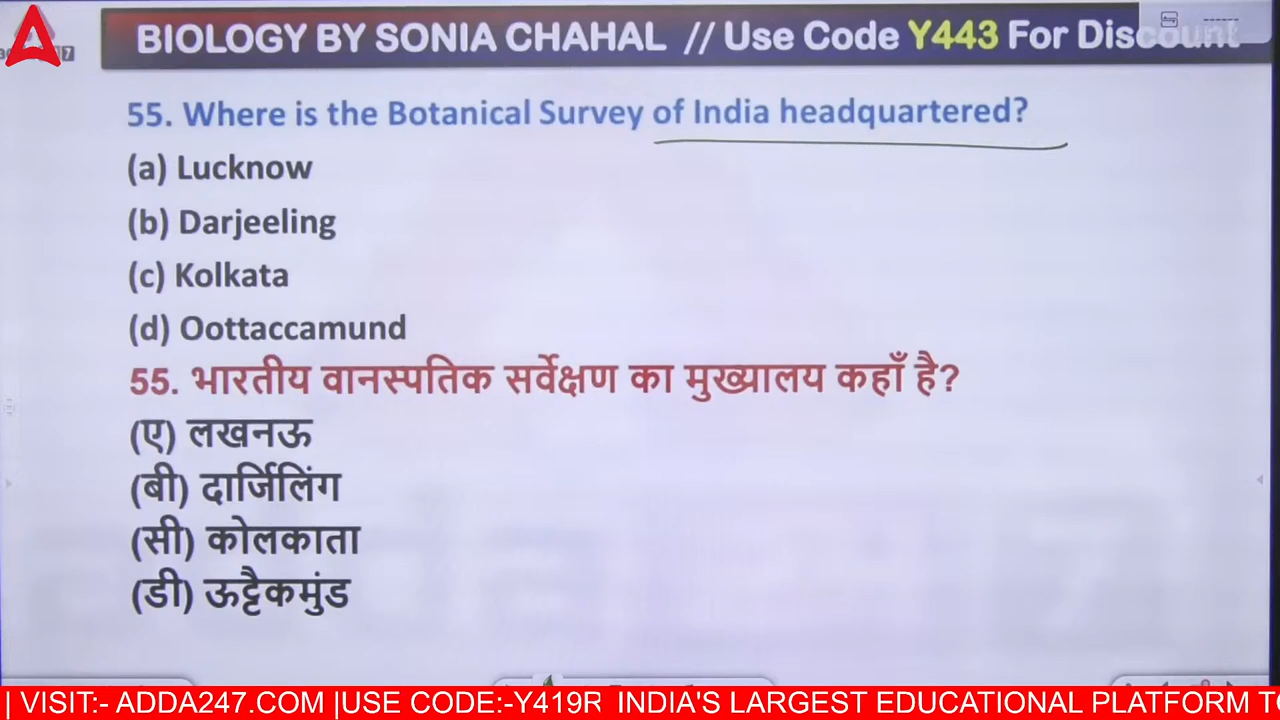 BIOLOGY BY SONIA CHAHAL // Use Code Y443 For Discount
55. Where is the Botanical Survey of India headquartered?
(a) Lucknow
(b) Darjeeling
(c) Kolkata
(d) Oottaccamund
55. भारतीय वानस्पतिक सर्वेक्षण का मुख्यालय कहाँ है?
(ए) लखनऊ
(बी) दार्जिलिंग
(सी) कोलकाता
(डी) ऊट्टैकमुंड
| VISIT:- ADDA247.COM |USE CODE:-Y419R INDIA'S LARGEST EDUCATIONAL PLATFORM